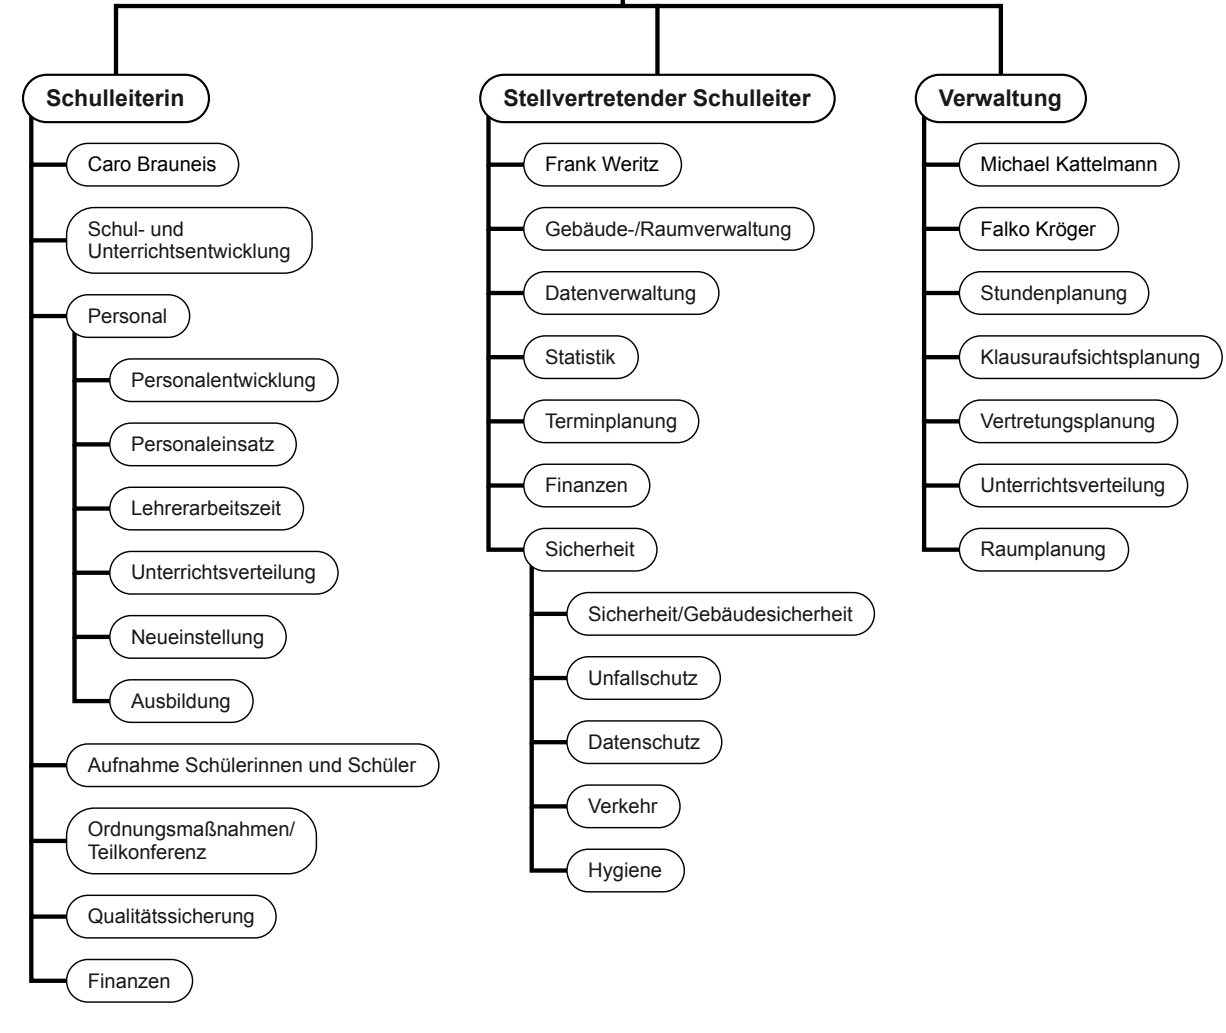 Schulleiterin
Caro Brauneis
Schul- und
Unterrichtsentwicklung
Personal
Personalentwicklung
Personaleinsatz
Lehrerarbeitszeit
Unterrichtsverteilung
Neueinstellung
Ausbildung
Aufnahme Schülerinnen und Schüler
Ordnungsmaßnahmen/
Teilkonferenz
Qualitätssicherung
Finanzen
Stellvertretender Schulleiter
Frank Weritz
Gebäude-/Raumverwaltung
Datenverwaltung
Statistik
Terminplanung
Finanzen
Sicherheit
Sicherheit/Gebäudesicherheit
Unfallschutz
Datenschutz
Verkehr
Hygiene
Verwaltung
Michael Kattelmann
Falko Kröger
Stundenplanung
Klausuraufsichtsplanung
Vertretungsplanung
Unterrichtsverteilung
Raumplanung